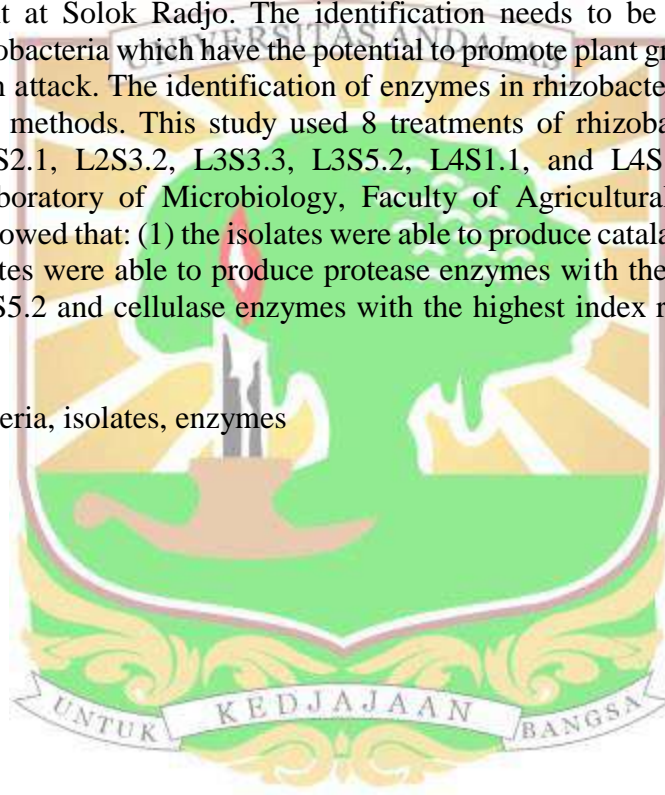 t at Solok Radjo. The identification needs to be
obacteria which have the potential to promote plant gr
UNIVERSITAS ANDALAS
n attack. The identification of enzymes in rhizobacte
methods. This study used 8 treatments of rhizoba
S2.1, L2S3.2, L3S3.3, L3S5.2, L4S1.1, and L4S
boratory of Microbiology, Faculty of Agricultural
owed that: (1) the isolates were able to produce catala
tes were able to produce protease enzymes with the
S5.2 and cellulase enzymes with the highest index r
eria, isolates, enzymes
UNTUK KEDJAJAAN BANGSA